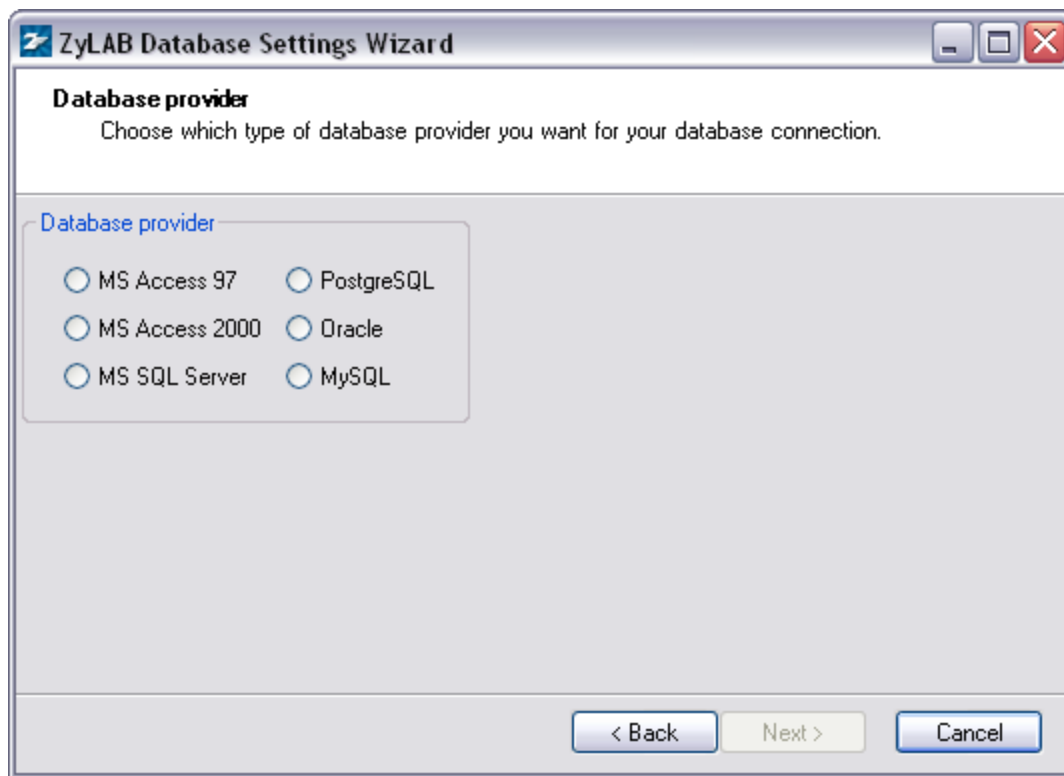 ZyLAB Database Settings Wizard
Database provider
Choose which type of database provider you want for your database connection.
Database provider
MS Access 97
PostgreSQL
MS Access 2000
Oracle
MS SQL Server
MySQL
< Back
Next >
Cancel